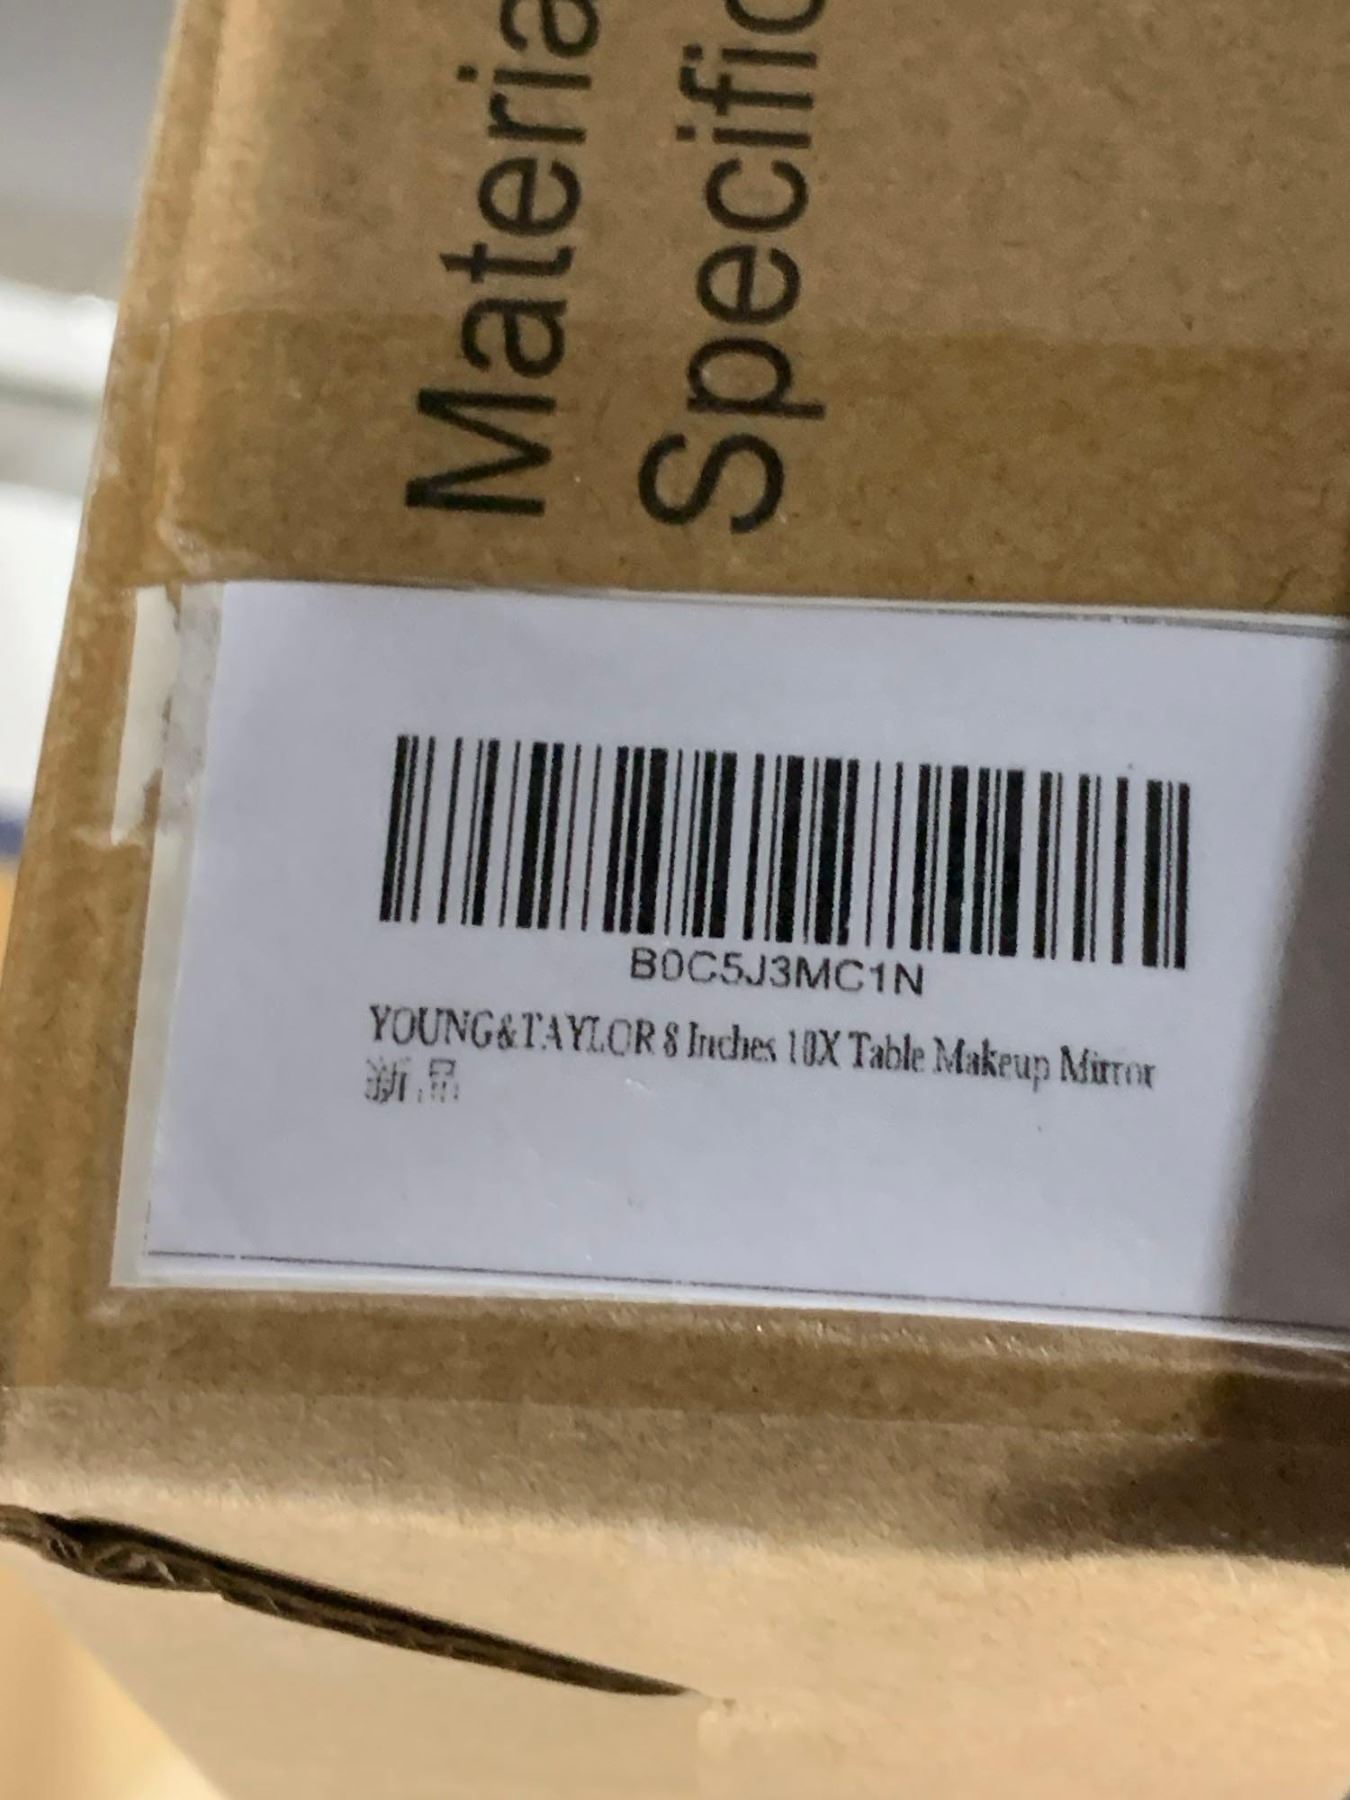 Materia
Specific
B0C5J3MC1N
YOUNG&TAYLOR 8 Inches 10X Table Makeup Mirror
新品